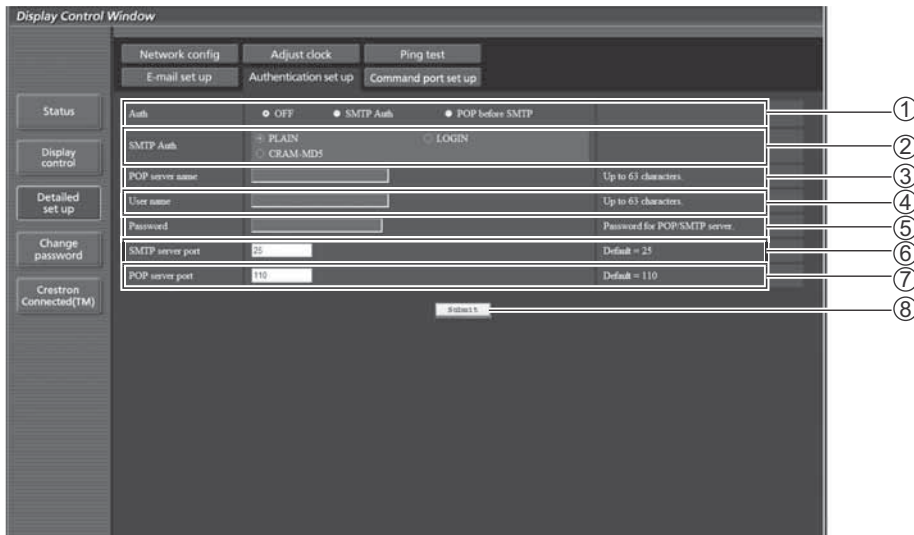 Display Control Window
Network config Adjust clock Ping test
E-mail set up Authentication set up Command port set up
Status
Display control
Detailed set up
Change password
Crestron Connected(TM)
Auth OFF SMTP Auth POP before SMTP ①
SMTP Auth PLAIN LOGIN CRAM-MD5 ②
POP server name Up to 63 characters. ③
User name Up to 63 characters. ④
Password Password for POP/SMTP server. ⑤
SMTP server port 25 Default = 25 ⑥
POP server port 110 Default = 110 ⑦
Submit ⑧